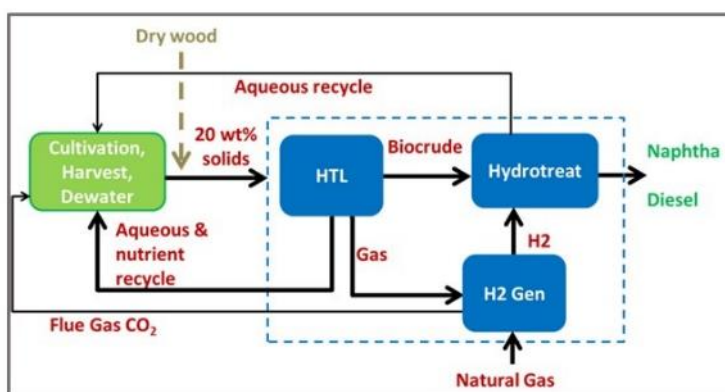 Dry wood
Aqueous recycle
20 wt%
solids
Cultivation,
Harvest,
Dewater
HTL
Biocrude
Hydrotreat
Naphtha
Diesel
Aqueous &
nutrient
recycle
Gas
H2
H2 Gen
Flue Gas CO₂
Natural Gas